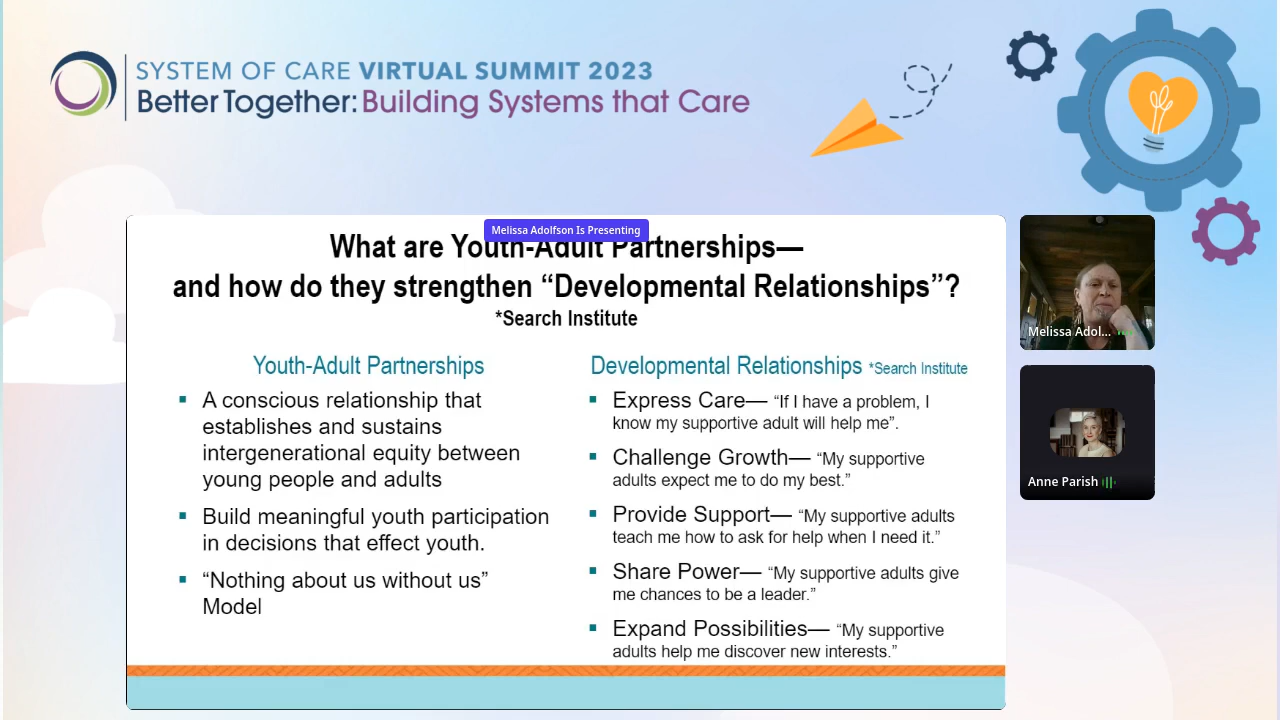 SYSTEM OF CARE VIRTUAL SUMMIT 2023
Better Together: Building Systems that Care
Melissa Adolfson Is Presenting
What are Youth-Adult Partnerships—
and how do they strengthen “Developmental Relationships”?
*Search Institute
Youth-Adult Partnerships
▪ A conscious relationship that
establishes and sustains
intergenerational equity between
young people and adults
▪ Build meaningful youth participation
in decisions that effect youth.
▪ “Nothing about us without us”
Model
Developmental Relationships *Search Institute
▪ Express Care— “If I have a problem, I
know my supportive adult will help me”.
▪ Challenge Growth— “My supportive
adults expect me to do my best.”
▪ Provide Support— “My supportive adults
teach me how to ask for help when I need it.”
▪ Share Power— “My supportive adults give
me chances to be a leader.”
▪ Expand Possibilities— “My supportive
adults help me discover new interests.”
Melissa Adol...
Anne Parish